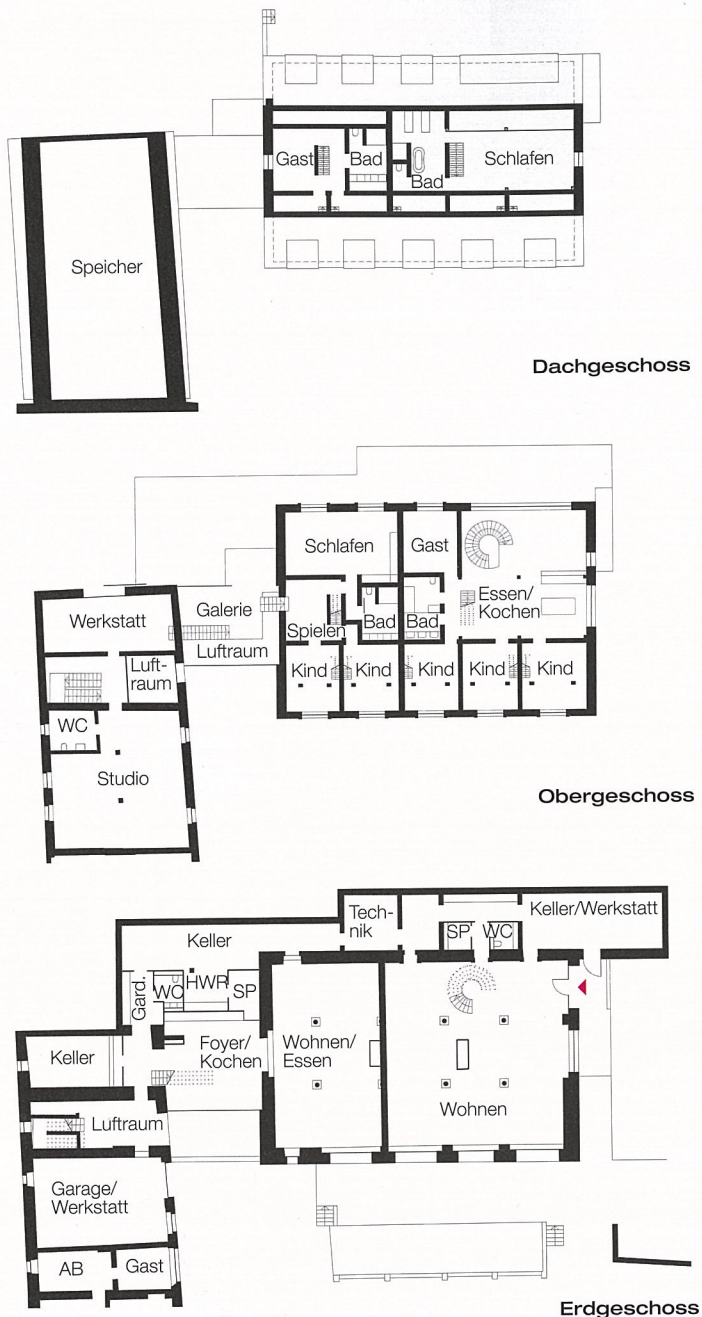 Gast
Bad
Bad
Schlafen
Speicher
Dachgeschoss
Schlafen
Gast
Werkstatt
Galerie
Spielen
Bad
Bad
Essen/
Kochen
Luftraum
Luft-
raum
Kind
Kind
Kind
Kind
Kind
WC
Studio
Obergeschoss
Tech-
nik
Keller/Werkstatt
Keller
SP
WC
Gard.
WC
HWR
SP
Keller
Foyer/
Kochen
Wohnen/
Essen
Wohnen
Luftraum
Garage/
Werkstatt
AB
Gast
Erdgeschoss